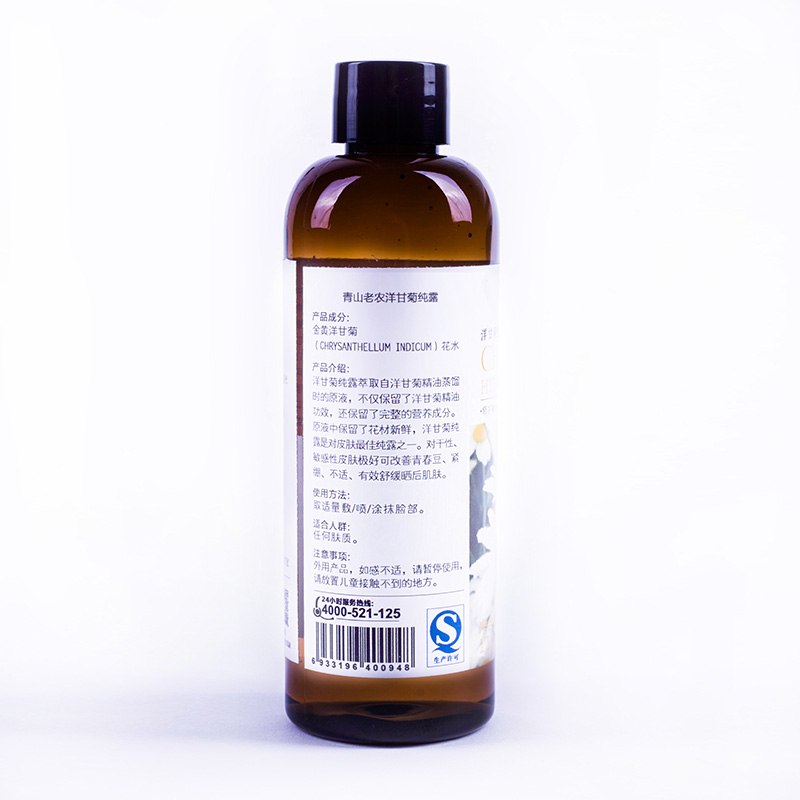 青山老农洋甘菊纯露
产品成分:
金黄洋甘菊
(CHRYSANTHELLUM INDICUM)花水
产品介绍:
洋甘菊纯露萃取自洋甘菊精油蒸馏
时的原液，不仅保留了洋甘菊精油
功效，还保留了完整的营养成分。
原液中保留了花材新鲜，洋甘菊纯
露是对皮肤最佳纯露之一。对干性、
敏感性皮肤极好可改善青春豆、紧
绷、不适、有效舒缓晒后肌肤。
使用方法:
取适量敷/喷/涂抹脸部。
适合人群:
任何肤质。
注意事项:
外用产品，如感不适，请暂停使用，
请放置儿童接触不到的地方。
24小时服务热线:
4000-521-125
6 933196 400948
生产许可
洋甘